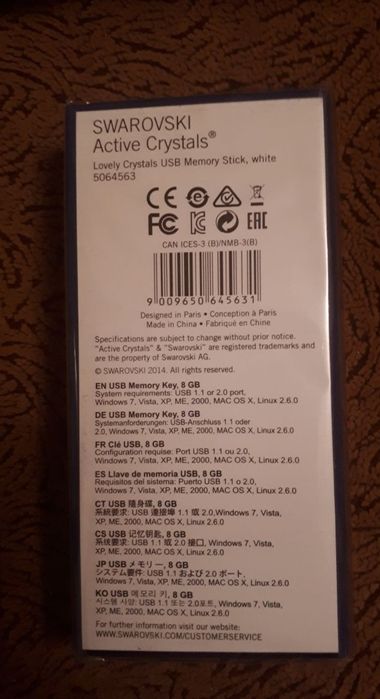 SWAROVSKI
Active Crystals®
Lovely Crystals USB Memory Stick, white
5064563
CE
FC
EAC
CAN ICES-3 (B)/NMB-3(B)
9 009650 645631
Designed in Paris • Conception à Paris
Made in China • Fabriqué en Chine
Specifications are subject to change without prior notice.
"Active Crystals" & "Swarovski" are registered trademarks and
are the property of Swarovski AG.
© SWAROVSKI 2014. All rights reserved.
EN USB Memory Key, 8 GB
System requirements: USB 1.1 or 2.0 port,
Windows 7, Vista, XP, ME, 2000, MAC OS X, Linux 2.6.0
DE USB Memory Key, 8 GB
Systemanforderungen: USB-Anschluss 1.1 oder
2.0, Windows 7, Vista, XP, ME, 2000, MAC OS X, Linux 2.6.0
FR Clé USB, 8 GB
Configuration requise: Port USB 1.1 ou 2.0,
Windows 7, Vista, XP, ME, 2000, MAC OS X, Linux 2.6.0
ES Llave de memoria USB, 8 GB
Requisitos del sistema: Puerto USB 1.1 o 2.0,
Windows 7, Vista, XP, ME, 2000, MAC OS X, Linux 2.6.0
CT USB 隨身碟, 8 GB
系統要求: USB 連接埠 1.1 或 2.0,Windows 7, Vista,
XP, ME, 2000, MAC OS X, Linux 2.6.0
CS USB 记忆钥匙, 8 GB
系统要求: USB 1.1 或 2.0 接口, Windows 7, Vista,
XP, ME, 2000, MAC OS X, Linux 2.6.0
JP USB メモリー, 8 GB
システム要件: USB 1.1 および 2.0 ポート,
Windows 7, Vista, XP, ME, 2000, MAC OS X, Linux 2.6.0
KO USB 메모리 키, 8 GB
시스템 사양: USB 1.1 또는 2.0포트, Windows 7, Vista,
XP, ME, 2000, MAC OS X, Linux 2.6.0
For further information visit our website:
WWW.SWAROVSKI.COM/CUSTOMERSERVICE